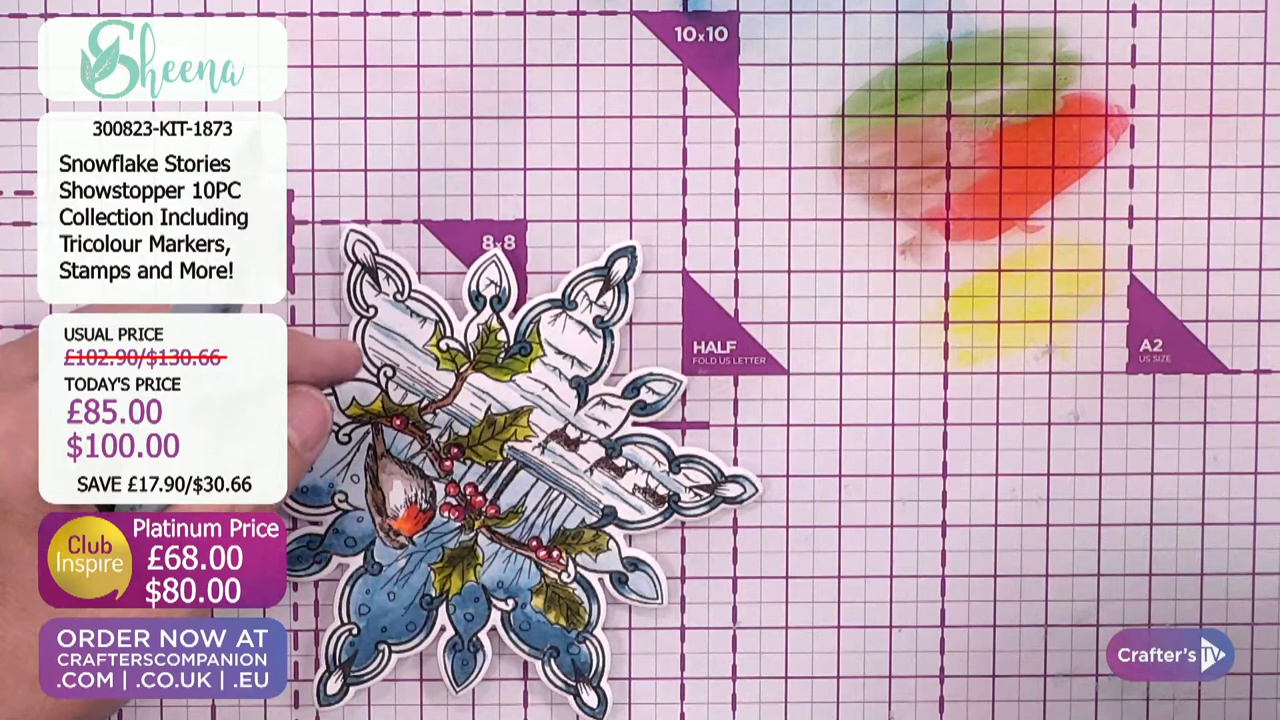 Sheena
300823-KIT-1873
Snowflake Stories
Showstopper 10PC
Collection Including
Tricolour Markers,
Stamps and More!
USUAL PRICE
£102.90/$130.66
TODAY'S PRICE
£85.00
$100.00
SAVE £17.90/$30.66
Club
Inspire
Platinum Price
£68.00
$80.00
ORDER NOW AT
CRAFTERSCOMPANION
.COM | .CO.UK | .EU
10x10
8x8
HALF
FOLD US LETTER
A2
US SIZE
Crafter's TV